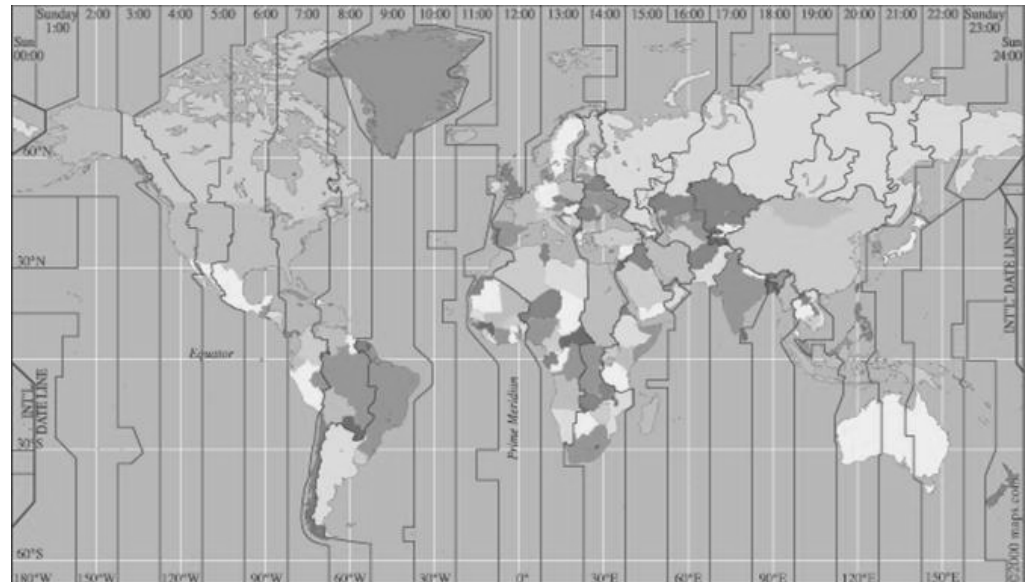 Sunday
1:00 2:00 3:00 4:00 5:00 6:00 7:00 8:00 9:00 10:00 11:00 12:00 13:00 14:00 15:00 16:00 17:00 18:00 19:00 20:00 21:00 22:00 Sunday
23:00
Sun
00:00
Sun
24:00
60°N
30°N
Equator
Prime Meridian
INT'L DATE LINE
INT'L
DATE LINE
30°S
60°S
©2000 maps.com
180°W 150°W 120°W 90°W 60°W 30°W 0° 30°E 60°E 90°E 120°E 150°E